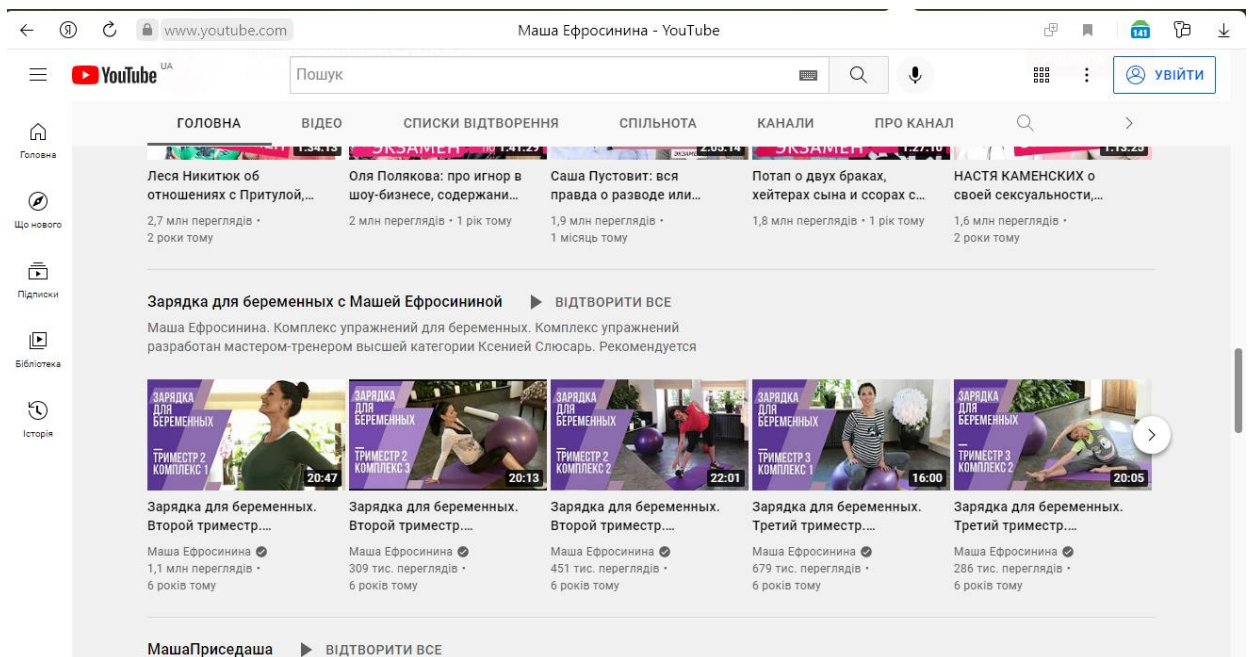 www.youtube.com
Маша Ефросинина - YouTube
141
YouTube UA
Пошук
УВІЙТИ
ГОЛОВНА ВІДЕО СПИСКИ ВІДТВОРЕННЯ СПІЛЬНОТА КАНАЛИ ПРО КАНАЛ
Головна
Що нового
Підписки
Бібліотека
Історія
ЭКЗАМЕН
ЭКЗАМЕН
Леся Никитюк об
отношениях с Притулой,...
2,7 млн переглядів •
2 роки тому
Оля Полякова: про игнор в
шоу-бизнесе, содержани...
2 млн переглядів • 1 рік тому
Саша Пустовит: вся
правда о разводе или...
1,9 млн переглядів •
1 місяць тому
Потап о двух браках,
хейтерах сына и ссорах с...
1,8 млн переглядів • 1 рік тому
НАСТЯ КАМЕНСКИХ о
своей сексуальности,...
1,6 млн переглядів •
2 роки тому
Зарядка для беременных с Машей Ефросининой ВІДТВОРИТИ ВСЕ
Маша Ефросинина. Комплекс упражнений для беременных. Комплекс упражнений
разработан мастером-тренером высшей категории Ксенией Слюсарь. Рекомендуется
ЗАРЯДКА
ДЛЯ
БЕРЕМЕННЫХ
ТРИМЕСТР 2
КОМПЛЕКС 1
20:47
Зарядка для беременных.
Второй триместр....
Маша Ефросинина
1,1 млн переглядів •
6 років тому
ЗАРЯДКА
ДЛЯ
БЕРЕМЕННЫХ
ТРИМЕСТР 2
КОМПЛЕКС 3
20:13
Зарядка для беременных.
Второй триместр....
Маша Ефросинина
309 тис. переглядів •
6 років тому
ЗАРЯДКА
ДЛЯ
БЕРЕМЕННЫХ
ТРИМЕСТР 2
КОМПЛЕКС 2
22:01
Зарядка для беременных.
Второй триместр....
Маша Ефросинина
451 тис. переглядів •
6 років тому
ЗАРЯДКА
ДЛЯ
БЕРЕМЕННЫХ
ТРИМЕСТР 3
КОМПЛЕКС 1
16:00
Зарядка для беременных.
Третий триместр....
Маша Ефросинина
679 тис. переглядів •
6 років тому
ЗАРЯДКА
ДЛЯ
БЕРЕМЕННЫХ
ТРИМЕСТР 3
КОМПЛЕКС 2
20:05
Зарядка для беременных.
Третий триместр....
Маша Ефросинина
286 тис. переглядів •
6 років тому
МашаПриседаша ВІДТВОРИТИ ВСЕ